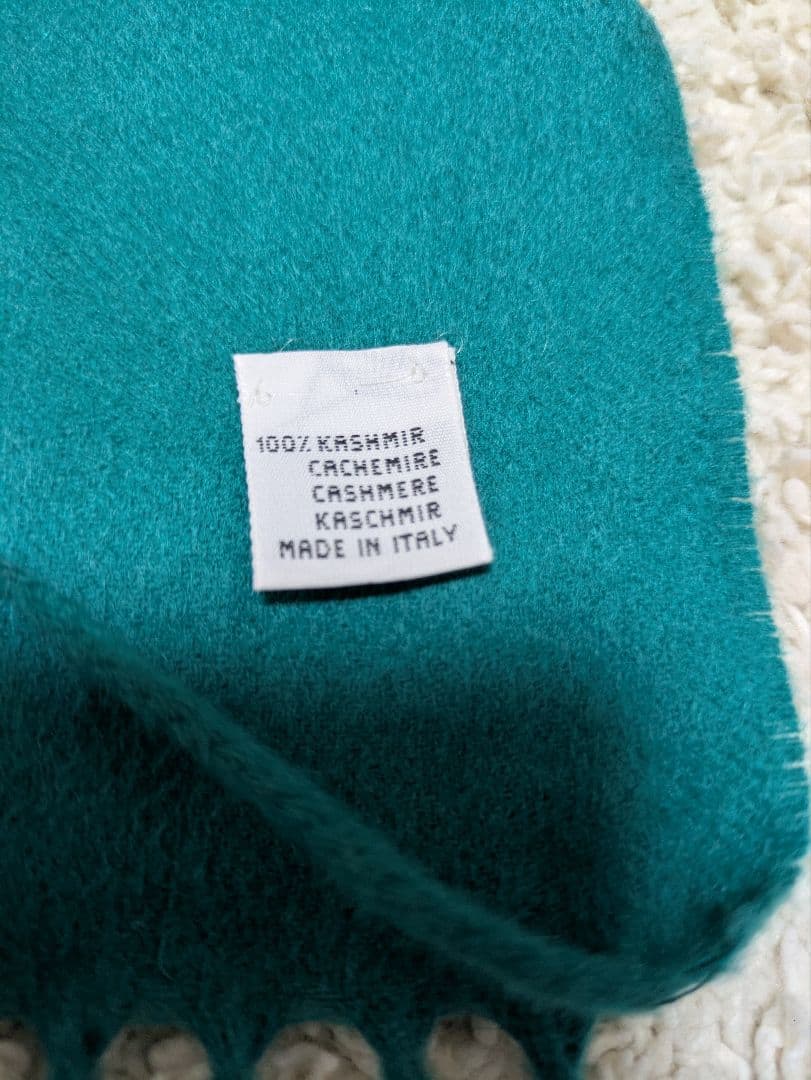 100% KASHMIR
CACHEMIRE
CASHMERE
KASCHMIR
MADE IN ITALY